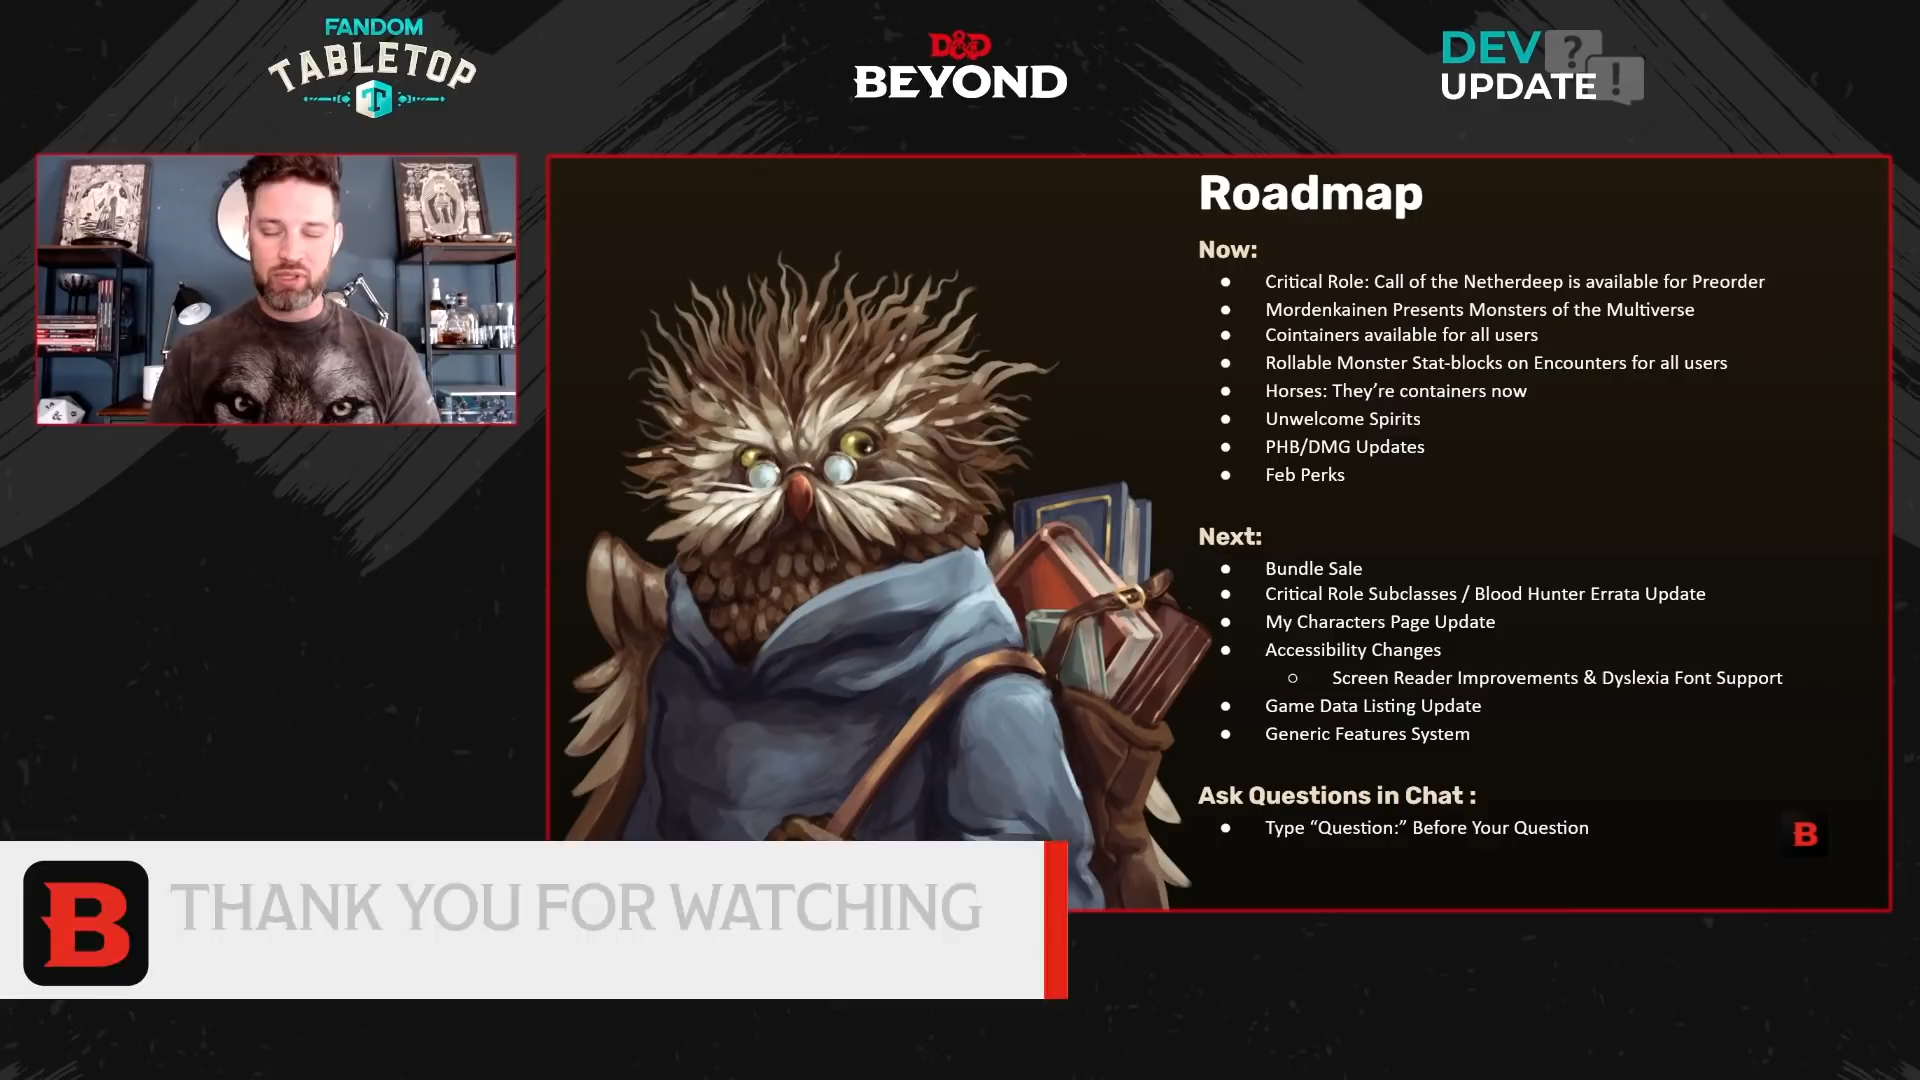 FANDOM
TABLETOP
T
D&D
BEYOND
DEV ?
UPDATE !
Roadmap
Now:
● Critical Role: Call of the Netherdeep is available for Preorder
● Mordenkainen Presents Monsters of the Multiverse
● Cointainers available for all users
● Rollable Monster Stat-blocks on Encounters for all users
● Horses: They’re containers now
● Unwelcome Spirits
● PHB/DMG Updates
● Feb Perks
Next:
● Bundle Sale
● Critical Role Subclasses / Blood Hunter Errata Update
● My Characters Page Update
● Accessibility Changes
○ Screen Reader Improvements & Dyslexia Font Support
● Game Data Listing Update
● Generic Features System
Ask Questions in Chat :
● Type “Question:” Before Your Question
B
B
THANK YOU FOR WATCHING